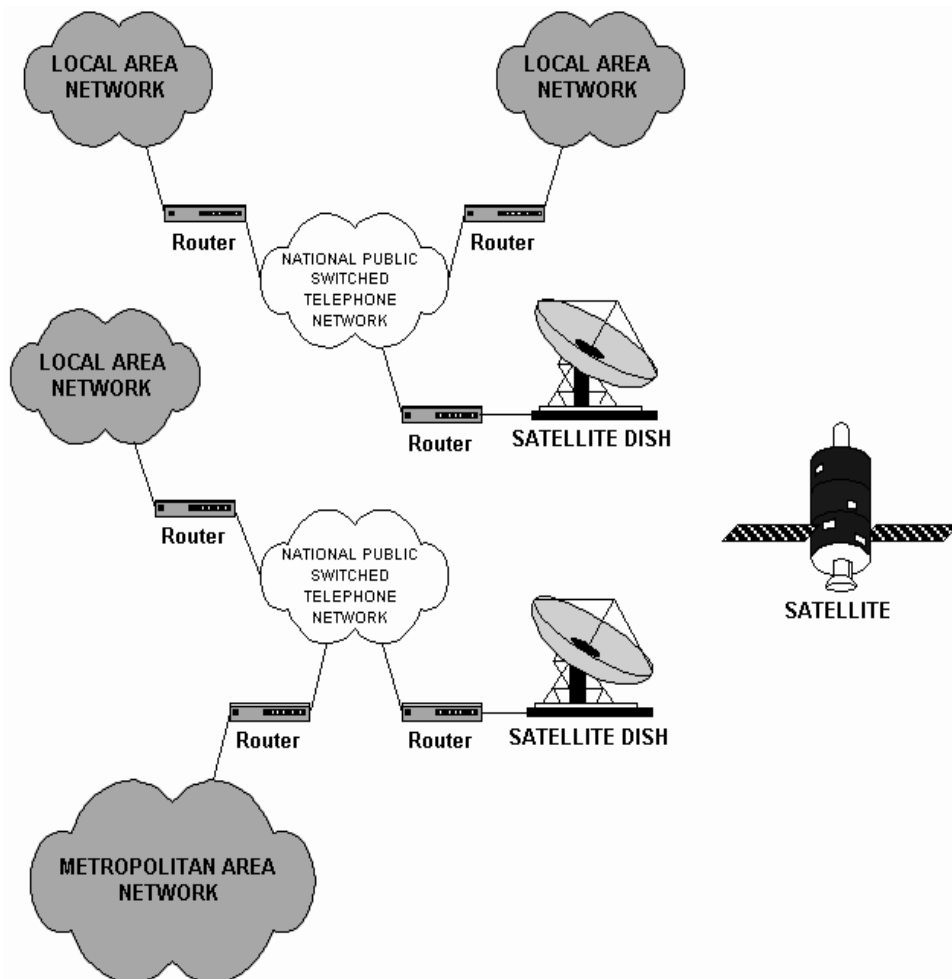 LOCAL AREA
NETWORK
LOCAL AREA
NETWORK
Router
Router
NATIONAL PUBLIC
SWITCHED
TELEPHONE
NETWORK
LOCAL AREA
NETWORK
Router
SATELLITE DISH
Router
NATIONAL PUBLIC
SWITCHED
TELEPHONE
NETWORK
SATELLITE
Router
Router
SATELLITE DISH
METROPOLITAN AREA
NETWORK